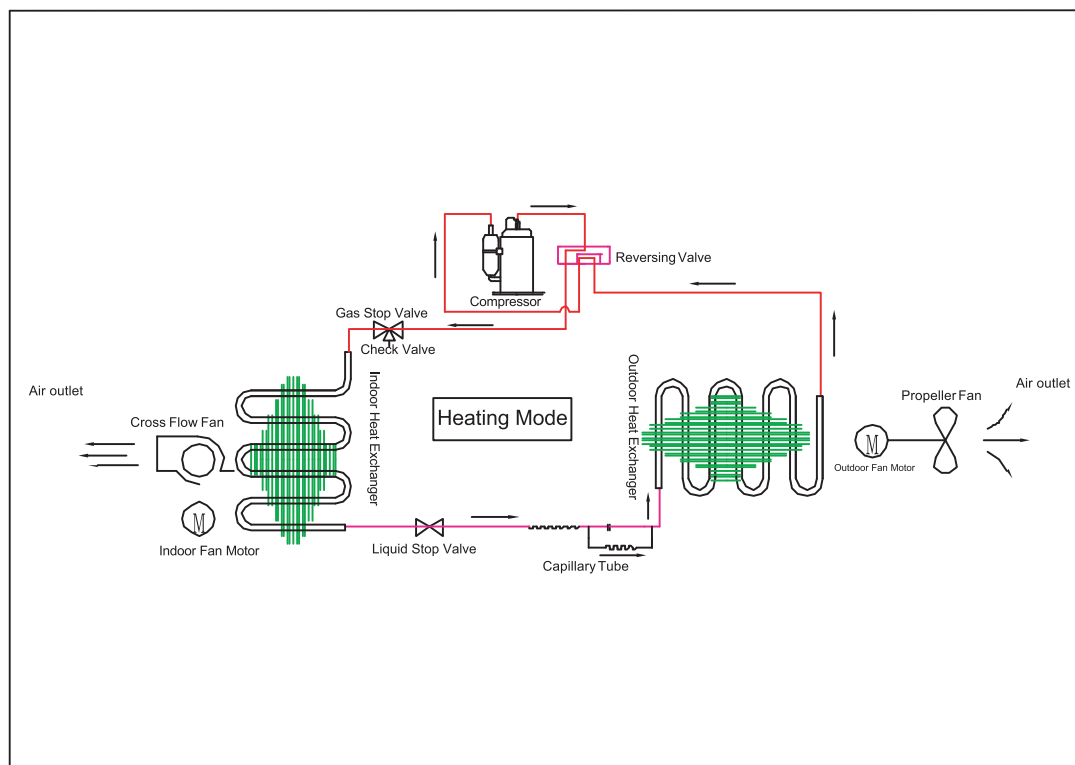 Reversing Valve
Compressor
Gas Stop Valve
Check Valve
Air outlet
Cross Flow Fan
Indoor Heat Exchanger
Heating Mode
Outdoor Heat Exchanger
Propeller Fan
Air outlet
M
Outdoor Fan Motor
M
Indoor Fan Motor
Liquid Stop Valve
Capillary Tube